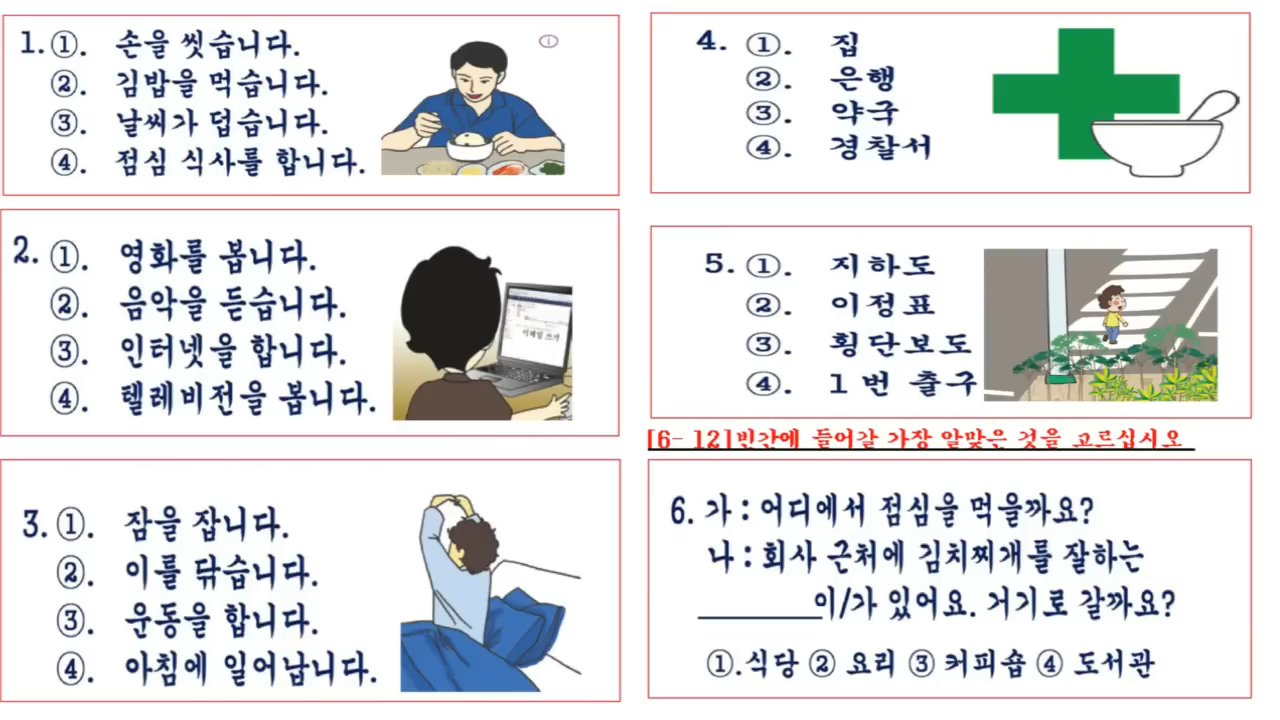 1. ①. 손을 씻습니다.
②. 김밥을 먹습니다.
③. 날씨가 덥습니다.
④. 점심 식사를 합니다.
2. ①. 영화를 봅니다.
②. 음악을 듣습니다.
③. 인터넷을 합니다.
④. 텔레비전을 봅니다.
이메일 쓰기
3. ①. 잠을 잡니다.
②. 이를 닦습니다.
③. 운동을 합니다.
④. 아침에 일어납니다.
4. ①. 집
②. 은행
③. 약국
④. 경찰서
5. ①. 지하도
②. 이정표
③. 횡단보도
④. 1 번 출구
[6- 12]빈칸에 들어갈 가장 알맞은 것을 고르십시오
6. 가 : 어디에서 점심을 먹을까요?
나 : 회사 근처에 김치찌개를 잘하는
________이/가 있어요. 거기로 갈까요?
①.식당 ② 요리 ③ 커피숍 ④ 도서관